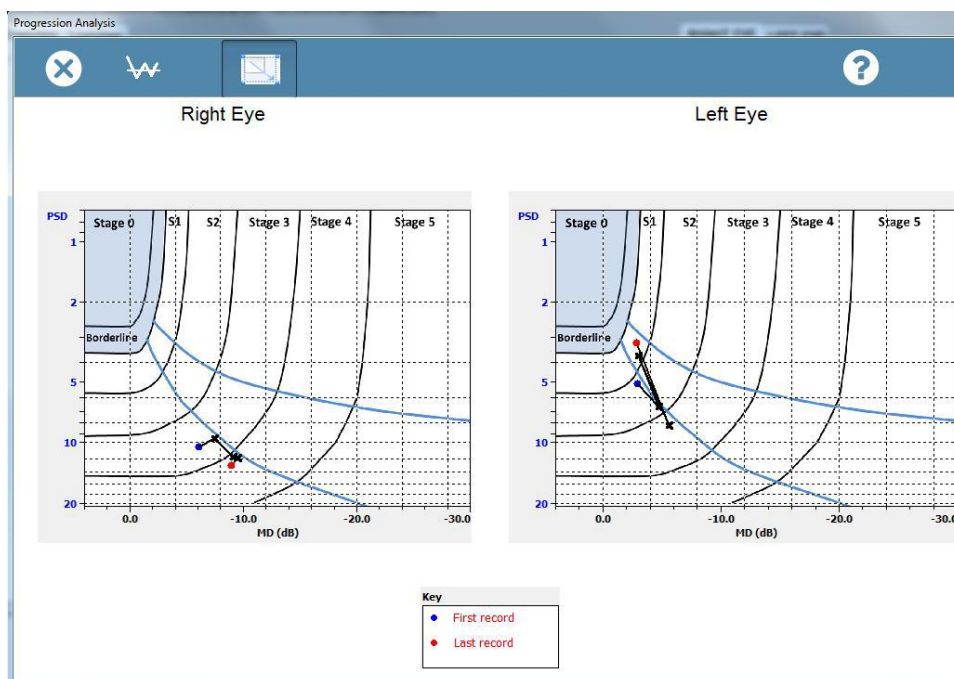 Progression Analysis
?
Right Eye
Left Eye
PSD
Stage 0
S1
S2
Stage 3
Stage 4
Stage 5
1
2
Borderline
5
10
20
0.0
-10.0
-20.0
-30.0
MD (dB)
PSD
Stage 0
S1
S2
Stage 3
Stage 4
Stage 5
1
2
Borderline
5
10
20
0.0
-10.0
-20.0
-30.0
MD (dB)
Key
First record
Last record